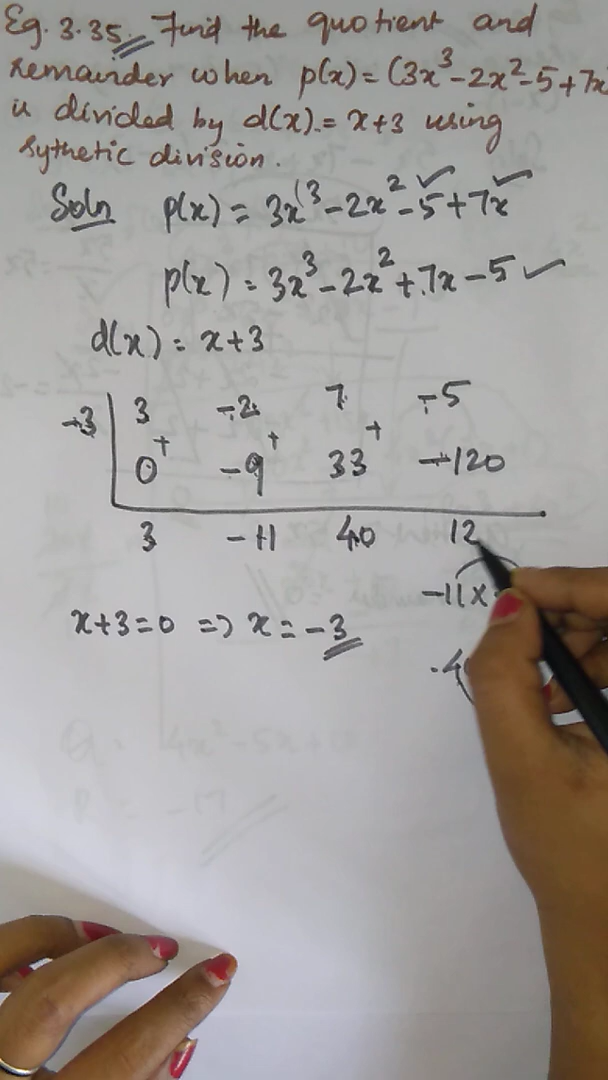 Eg. 3.35. Find the quotient and
remainder when p(x) = (3x³-2x²-5+7x
is divided by d(x) = x+3 using
sythetic division.
Soln p(x) = 3x³-2x²-5+7x
p(x) = 3x³-2x²+7x-5
d(x) = x+3
-3 3 -2 7 -5
0 + -9 + 33 + -120
3 -11 40 12
-11x
x+3=0 => x = -3